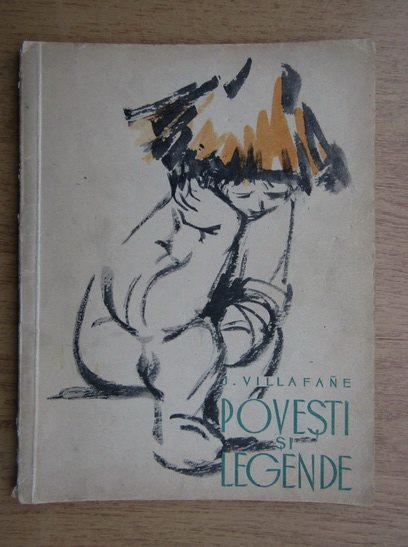 J. VILLAFAÑE
POVEȘTI
ȘI
LEGENDE